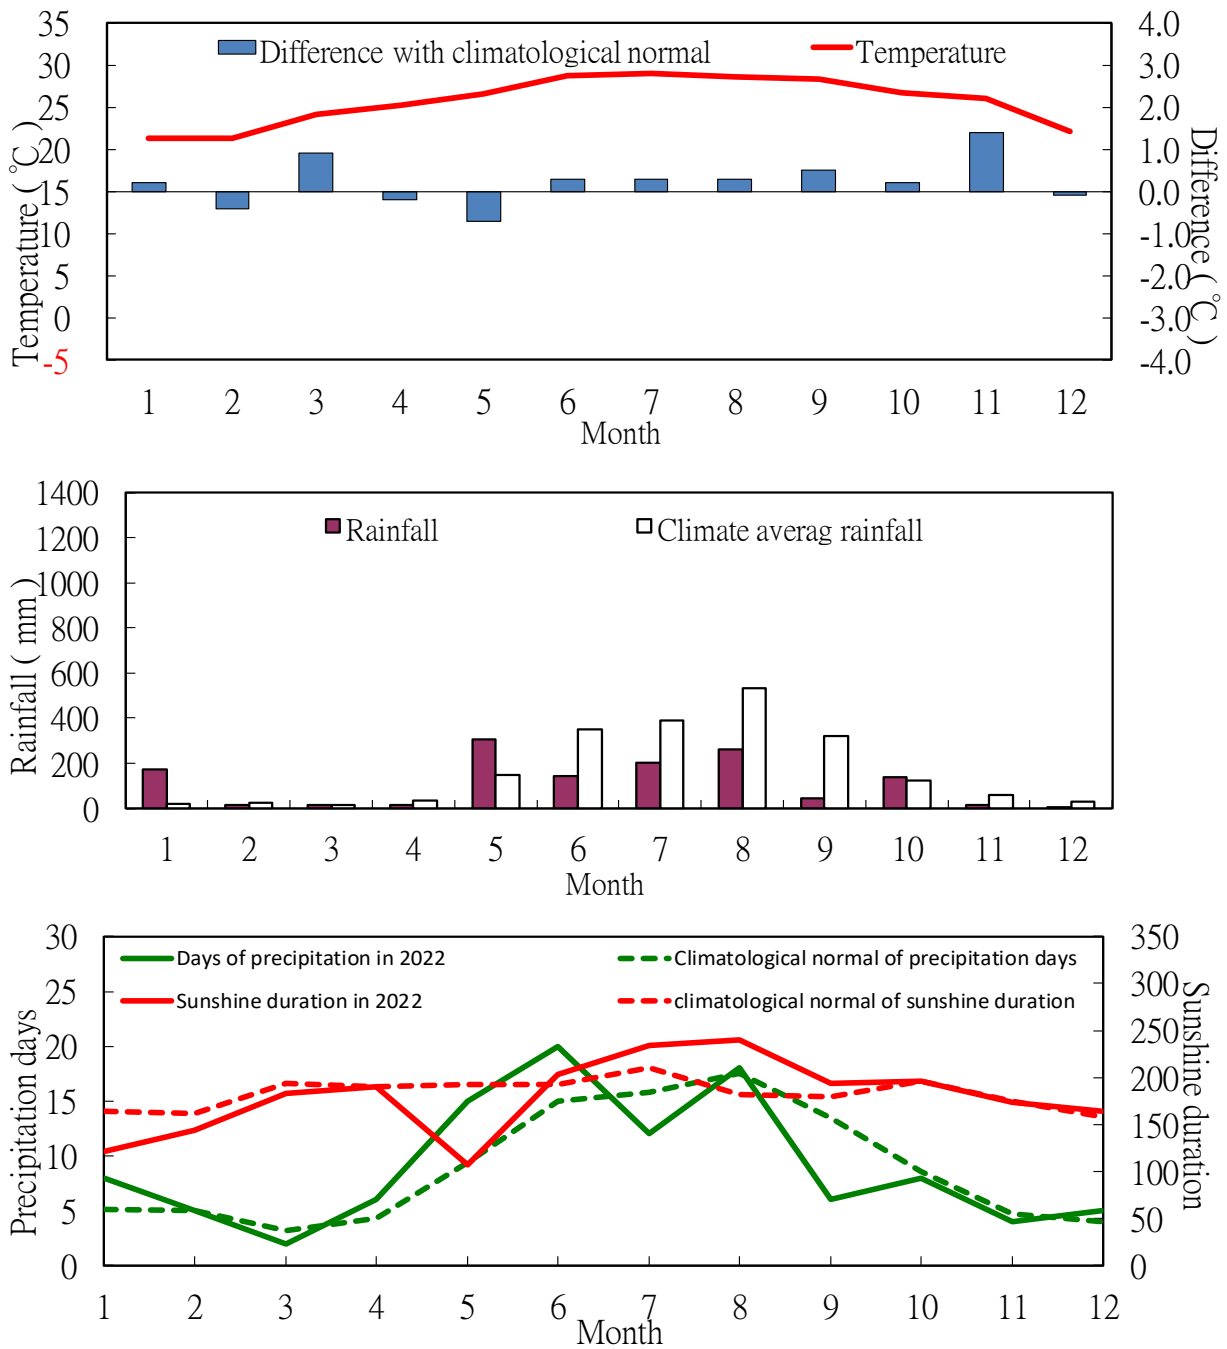 35
30
25
20
15
10
5
0
-5
Temperature ( ℃ )
Difference with climatological normal
Temperature
4.0
3.0
2.0
1.0
0.0
-1.0
-2.0
-3.0
-4.0
Difference ( ℃ )
1 2 3 4 5 6 7 8 9 10 11 12
Month
1400
1200
1000
800
600
400
200
0
Rainfall ( mm )
Rainfall
Climate averag rainfall
1 2 3 4 5 6 7 8 9 10 11 12
Month
30
25
20
15
10
5
0
Precipitation days
Days of precipitation in 2022
Climatological normal of precipitation days
Sunshine duration in 2022
climatological normal of sunshine duration
350
300
250
200
150
100
50
0
Sunshine duration
1 2 3 4 5 6 7 8 9 10 11 12
Month